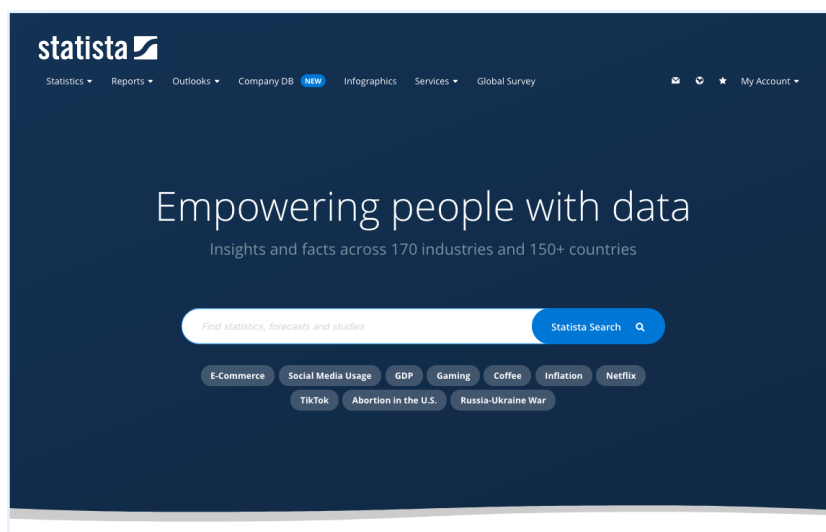 statista
Statistics Reports Outlooks Company DB NEW Infographics Services Global Survey My Account
Empowering people with data
Insights and facts across 170 industries and 150+ countries
Find statistics, forecasts and studies Statista Search
E-Commerce Social Media Usage GDP Gaming Coffee Inflation Netflix
TikTok Abortion in the U.S. Russia-Ukraine War